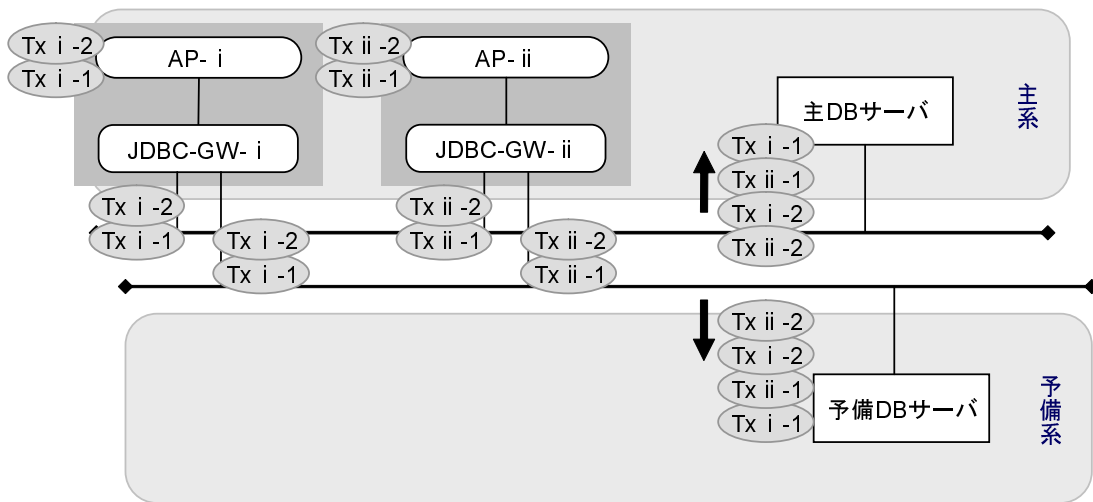 Tx i -2
Tx i -1
AP- i
JDBC-GW- i
Tx ii -2
Tx ii -1
AP- ii
JDBC-GW- ii
主DBサーバ
主系
Tx i -2
Tx i -1
Tx i -2
Tx i -1
Tx ii -2
Tx ii -1
Tx ii -2
Tx ii -1
Tx i -1
Tx ii -1
Tx i -2
Tx ii -2
Tx ii -2
Tx i -2
Tx ii -1
Tx i -1
予備DBサーバ
予備系